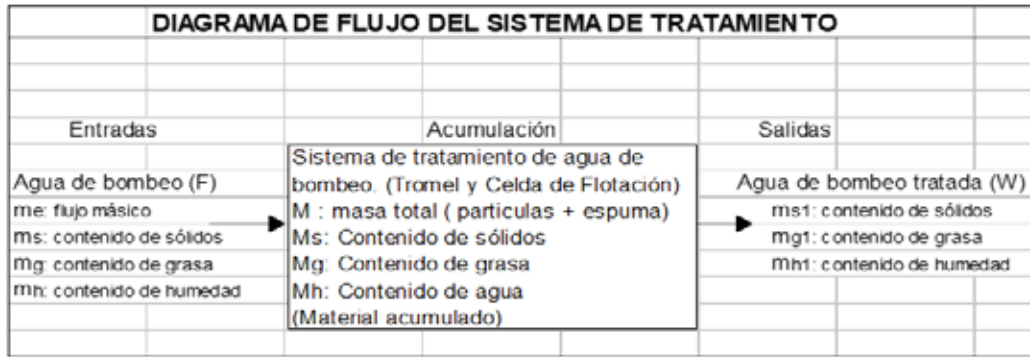 DIAGRAMA DE FLUJO DEL SISTEMA DE TRATAMIENTO
Entradas
Agua de bombeo (F)
me: flujo másico
ms: contenido de sólidos
mg: contenido de grasa
mh: contenido de humedad
Acumulación
Sistema de tratamiento de agua de
bombeo. (Tromel y Celda de Flotación)
M : masa total ( particulas + espuma)
Ms: Contenido de sólidos
Mg: Contenido de grasa
Mh: Contenido de agua
(Material acumulado)
Salidas
Agua de bombeo tratada (W)
ms1: contenido de sólidos
mg1: contenido de grasa
mh1: contenido de humedad